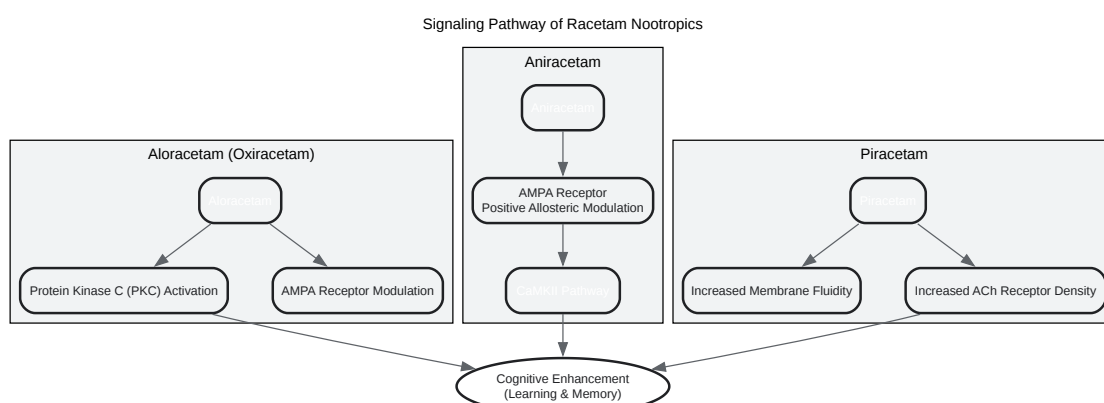 Signaling Pathway of Racetam Nootropics
Aniracetam
Aniracetam
Aloracetam (Oxiracetam)
Piracetam
Aloracetam
AMPA Receptor
Positive Allosteric Modulation
Piracetam
Protein Kinase C (PKC) Activation
AMPA Receptor Modulation
CaMKII Pathway
Increased Membrane Fluidity
Increased ACh Receptor Density
Cognitive Enhancement
(Learning & Memory)